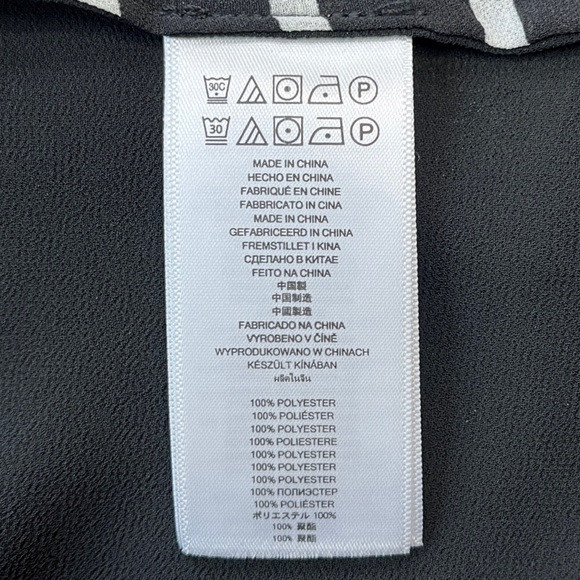 30C P
30 P
MADE IN CHINA
HECHO EN CHINA
FABRIQUÉ EN CHINE
FABBRICATO IN CINA
MADE IN CHINA
GEFABRICEERD IN CHINA
FREMSTILLET I KINA
СДЕЛАНО В КИТАЕ
FEITO NA CHINA
中国製
中国制造
中國製造
FABRICADO NA CHINA
VYROBENO V ČÍNĚ
WYPRODUKOWANO W CHINACH
KÉSZÜLT KÍNÁBAN
ผลิตในจีน
100% POLYESTER
100% POLIÉSTER
100% POLYESTER
100% POLIESTERE
100% POLYESTER
100% POLYESTER
100% POLYESTER
100% ПОЛИЭСТЕР
100% POLIÉSTER
ポリエステル 100%
100% 聚酯
100% 聚酯